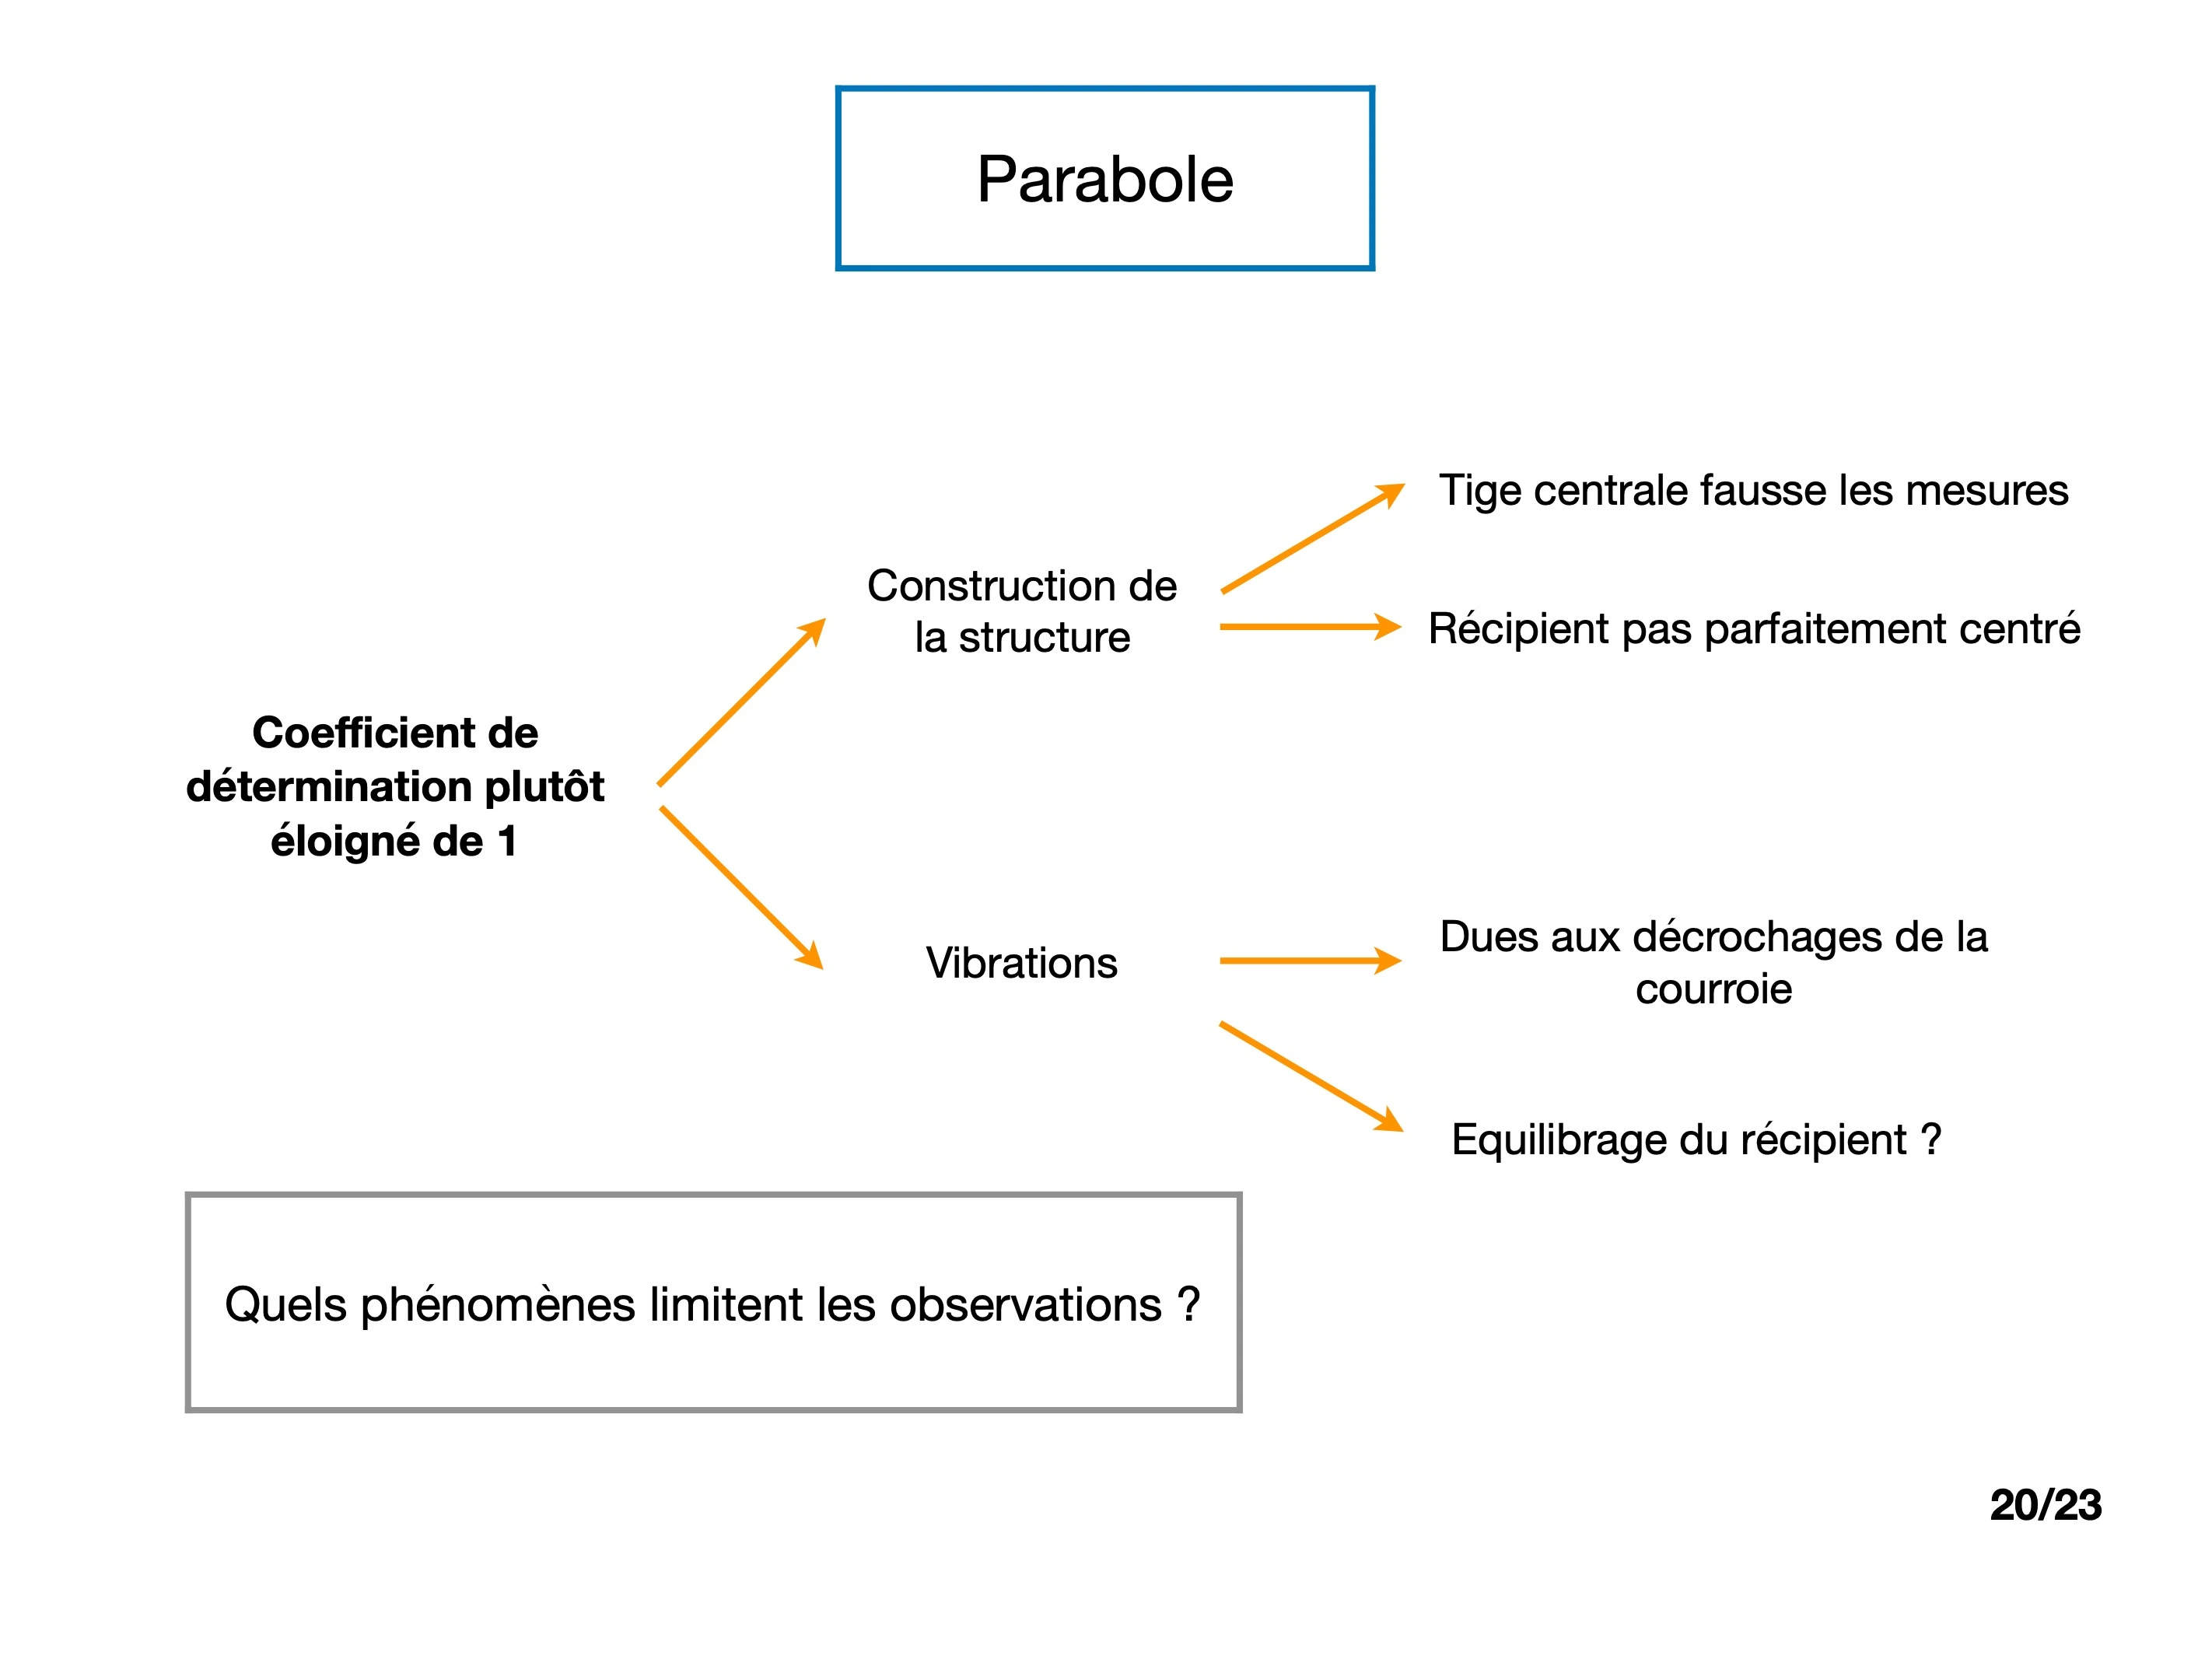 Parabole
Coefficient de
détermination plutôt
éloigné de 1
Construction de
la structure
Tige centrale fausse les mesures
Récipient pas parfaitement centré
Vibrations
Dues aux décrochages de la
courroie
Equilibrage du récipient ?
Quels phénomènes limitent les observations ?
20/23